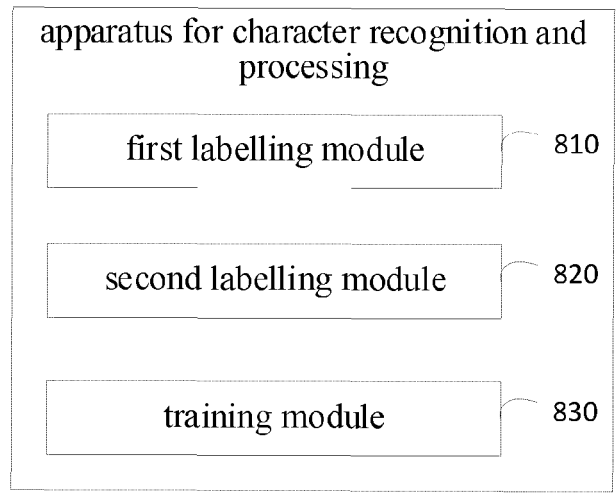 apparatus for character recognition and
processing
first labelling module 810
second labelling module 820
training module 830